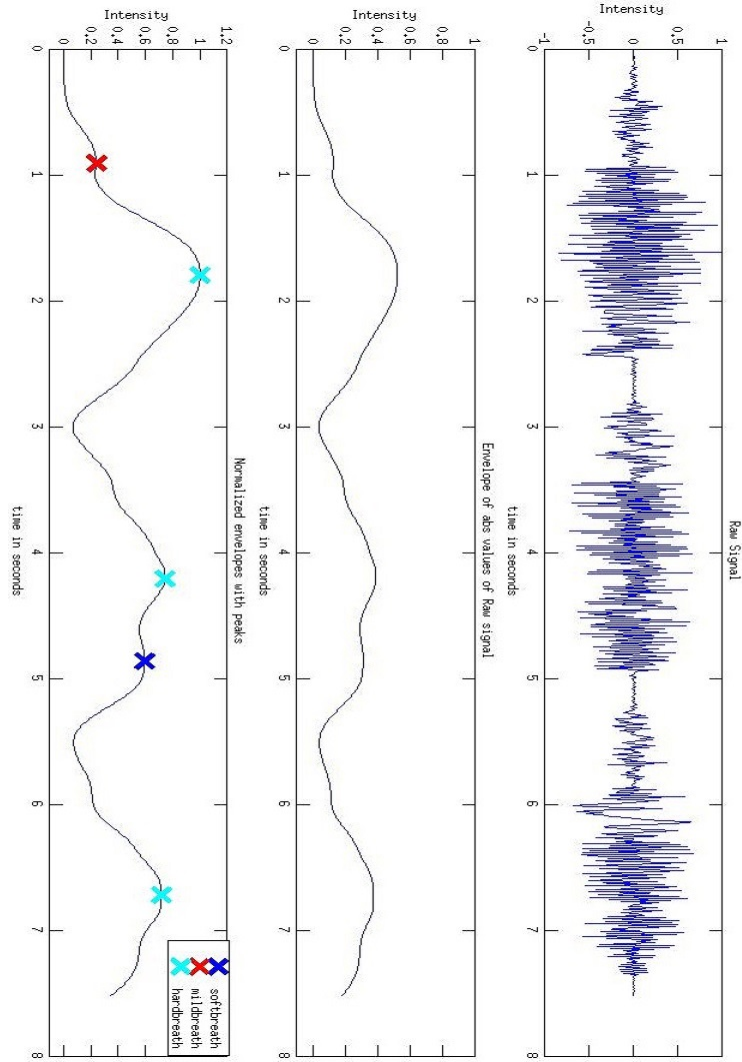 Raw Signal
Intensity
1
0.5
0
-0.5
-1
0 1 2 3 4 5 6 7 8
time in seconds
Envelope of abs values of Raw signal
Intensity
1
0.8
0.6
0.4
0.2
0
0 1 2 3 4 5 6 7 8
time in seconds
Normalized envelopes with peaks
Intensity
1.2
1
0.8
0.6
0.4
0.2
0
0 1 2 3 4 5 6 7 8
time in seconds
softbreath
mildbreath
hardbreath